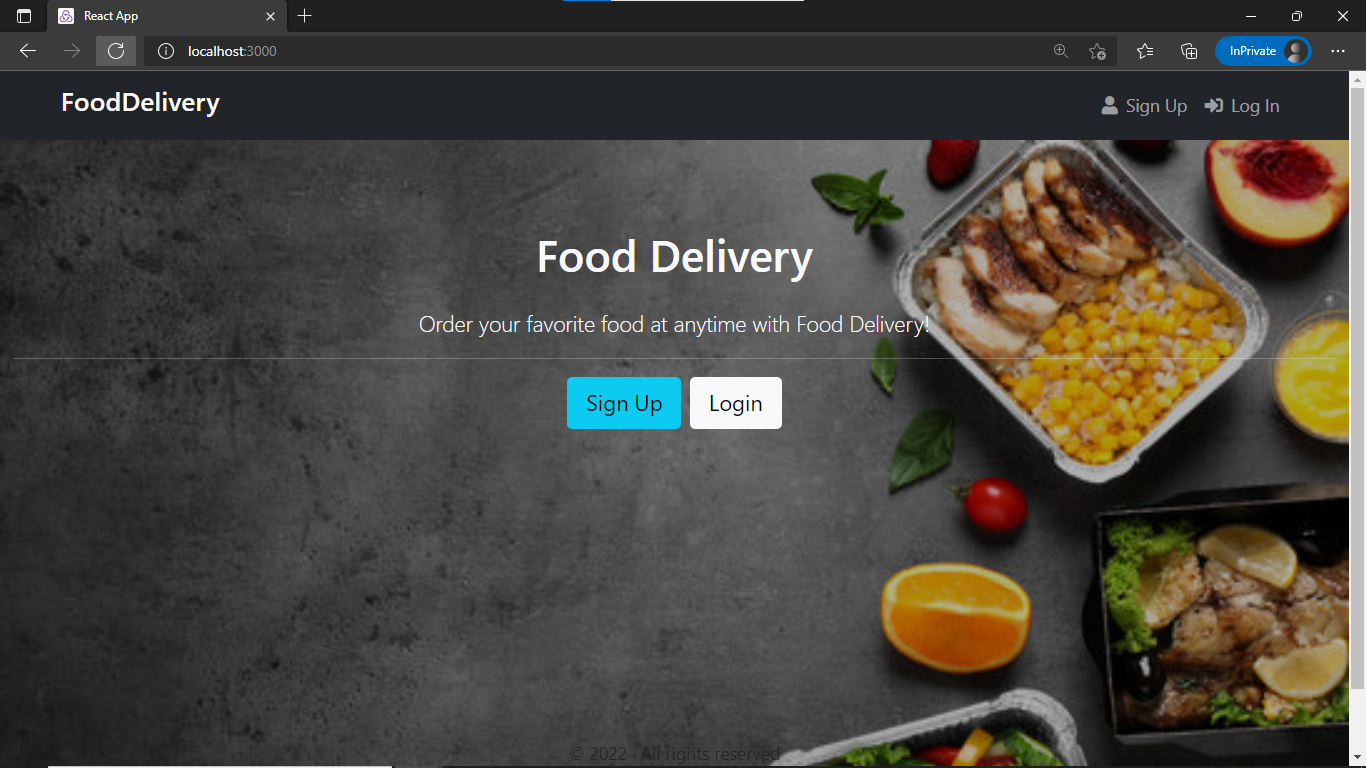 React App
localhost:3000
InPrivate
FoodDelivery
Sign Up
Log In
Food Delivery
Order your favorite food at anytime with Food Delivery!
Sign Up
Login
© 2022 - All rights reserved